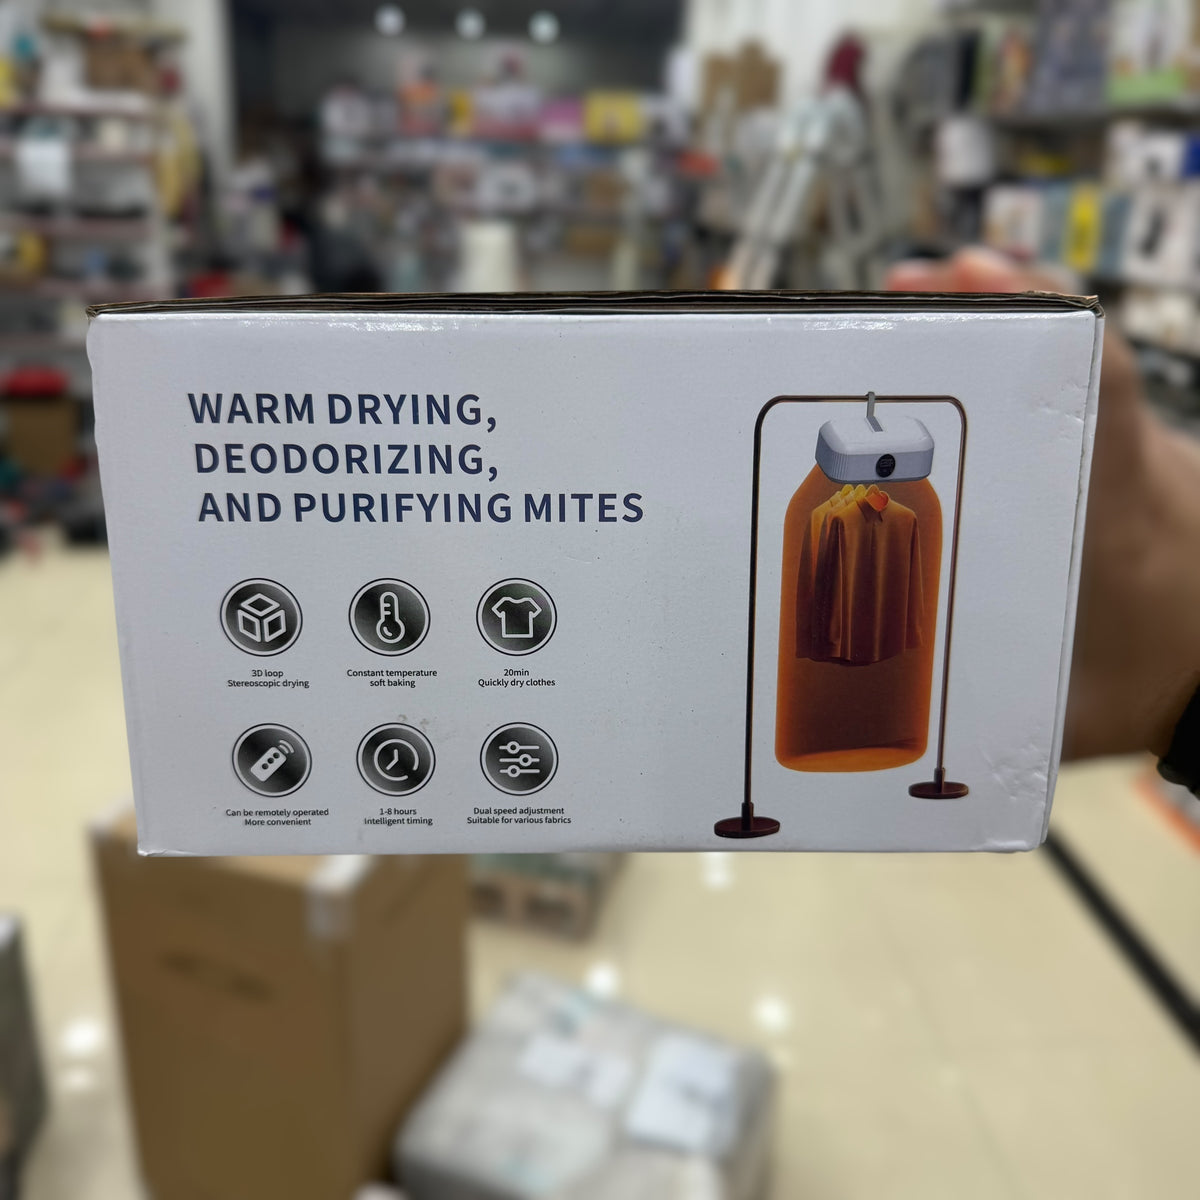 WARM DRYING,
DEODORIZING,
AND PURIFYING MITES
3D loop
Stereoscopic drying
Constant temperature
soft baking
20min
Quickly dry clothes
Can be remotely operated
More convenient
1-8 hours
Intelligent timing
Dual speed adjustment
Suitable for various fabrics